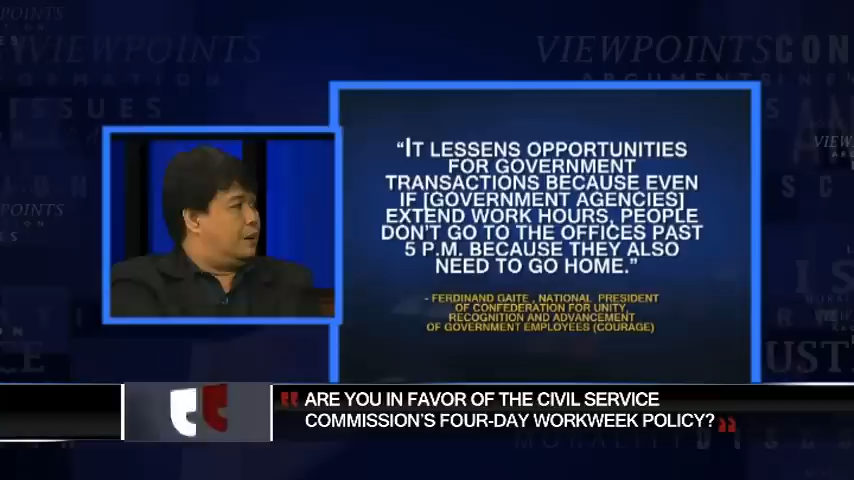 VIEWPOINTS
VIEWPOINTS
VIEWPOINTS
ISSUES
VIEWPOINTS
“IT LESSENS OPPORTUNITIES
FOR GOVERNMENT
TRANSACTIONS BECAUSE EVEN
IF [GOVERNMENT AGENCIES]
EXTEND WORK HOURS, PEOPLE
DON'T GO TO THE OFFICES PAST
5 P.M. BECAUSE THEY ALSO
NEED TO GO HOME.”
- FERDINAND GAITE , NATIONAL PRESIDENT
OF CONFEDERATION FOR UNITY,
RECOGNITION AND ADVANCEMENT
OF GOVERNMENT EMPLOYEES (COURAGE)
“ ARE YOU IN FAVOR OF THE CIVIL SERVICE
COMMISSION'S FOUR-DAY WORKWEEK POLICY? ”